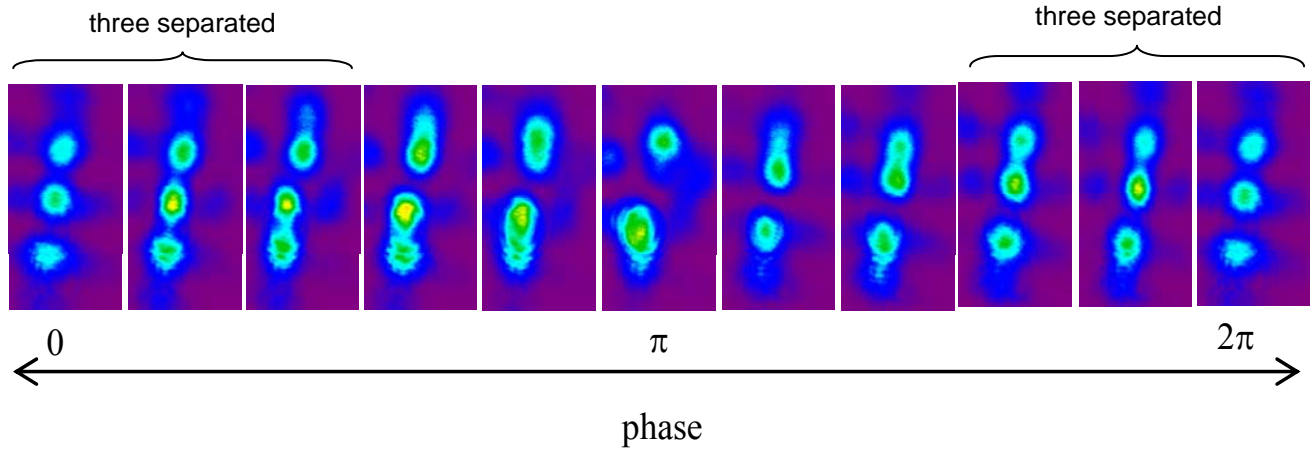 three separated
three separated
0
π
2π
phase